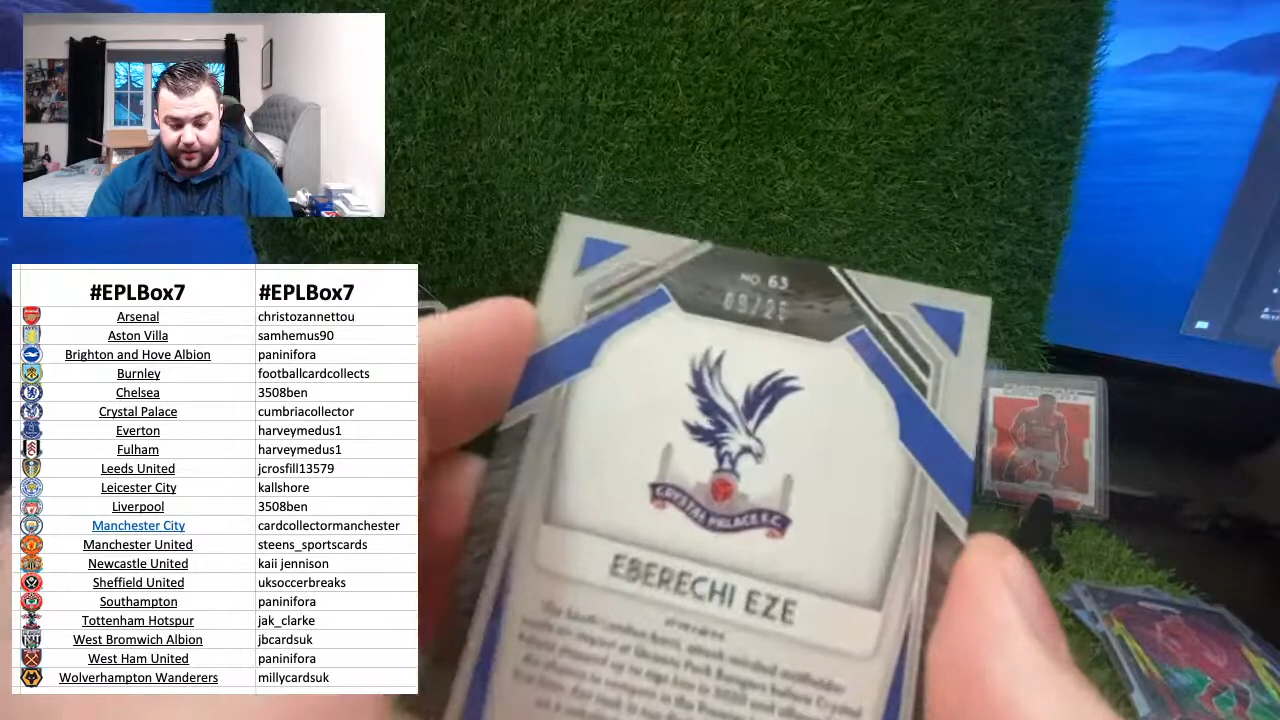 #EPLBox7 #EPLBox7
Arsenal christozannettou
Aston Villa samhemus90
Brighton and Hove Albion paninifora
Burnley footballcardcollects
Chelsea 3508ben
Crystal Palace cumbriacollector
Everton harveymedus1
Fulham harveymedus1
Leeds United jcrosfill13579
Leicester City kallshore
Liverpool 3508ben
Manchester City cardcollectormanchester
Manchester United steens_sportscards
Newcastle United kaii jennison
Sheffield United uksoccerbreaks
Southampton paninifora
Tottenham Hotspur jak_clarke
West Bromwich Albion jbcardsuk
West Ham United paninifora
Wolverhampton Wanderers millycardsuk
NO. 63
09/25
CRYSTAL PALACE F.C.
EBERECHI EZE